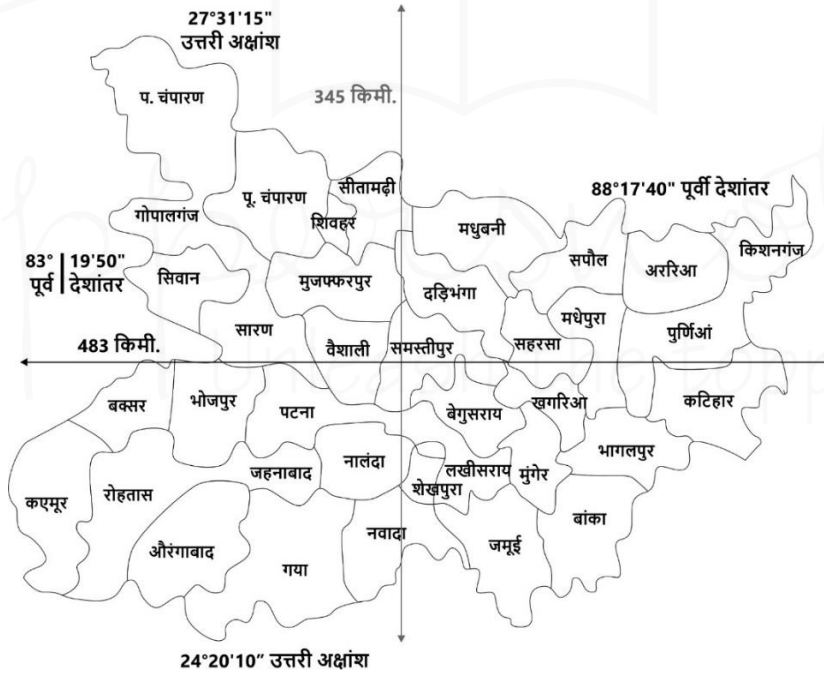 27°31'15"
उत्तरी अक्षांश
345 किमी.
प. चंपारण
सीतामढ़ी
88°17'40" पूर्वी देशांतर
पू. चंपारण
गोपालगंज
शिवहर
मधुबनी
किशनगंज
83° 19'50"
पूर्व देशांतर
सिवान
मुजफ्फरपुर
सपौल
अररिआ
दड़िभंगा
मधेपुरा
सारण
वैशाली
समस्तीपुर
सहरसा
पुर्णिआं
483 किमी.
बक्सर
भोजपुर
पटना
बेगुसराय
खगरिआ
कटिहार
भागलपुर
जहनाबाद
नालंदा
लखीसराय
मुंगेर
शेखपुरा
कएमूर
रोहतास
बांका
औरंगाबाद
नवादा
जमूई
गया
24°20'10” उत्तरी अक्षांश